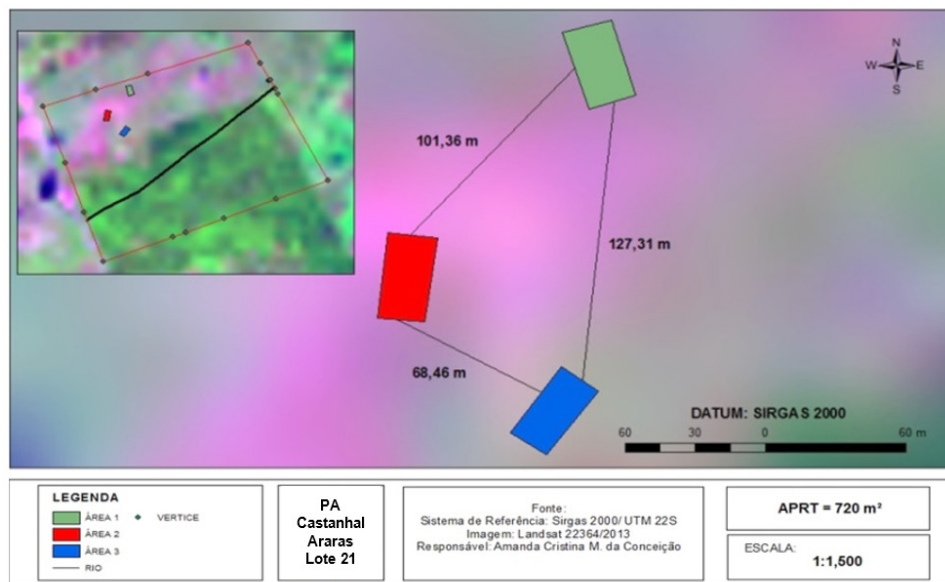 N
W E
S
101,36 m
127,31 m
68,46 m
DATUM: SIRGAS 2000
60 30 0 60 m
LEGENDA
ÁREA 1 VERTICE
ÁREA 2
ÁREA 3
RIO
PA
Castanhal
Araras
Lote 21
Fonte:
Sistema de Referência: Sirgas 2000/ UTM 22S
Imagem: Landsat 22364/2013
Responsável: Amanda Cristina M. da Conceição
APRT = 720 m²
ESCALA:
1:1,500